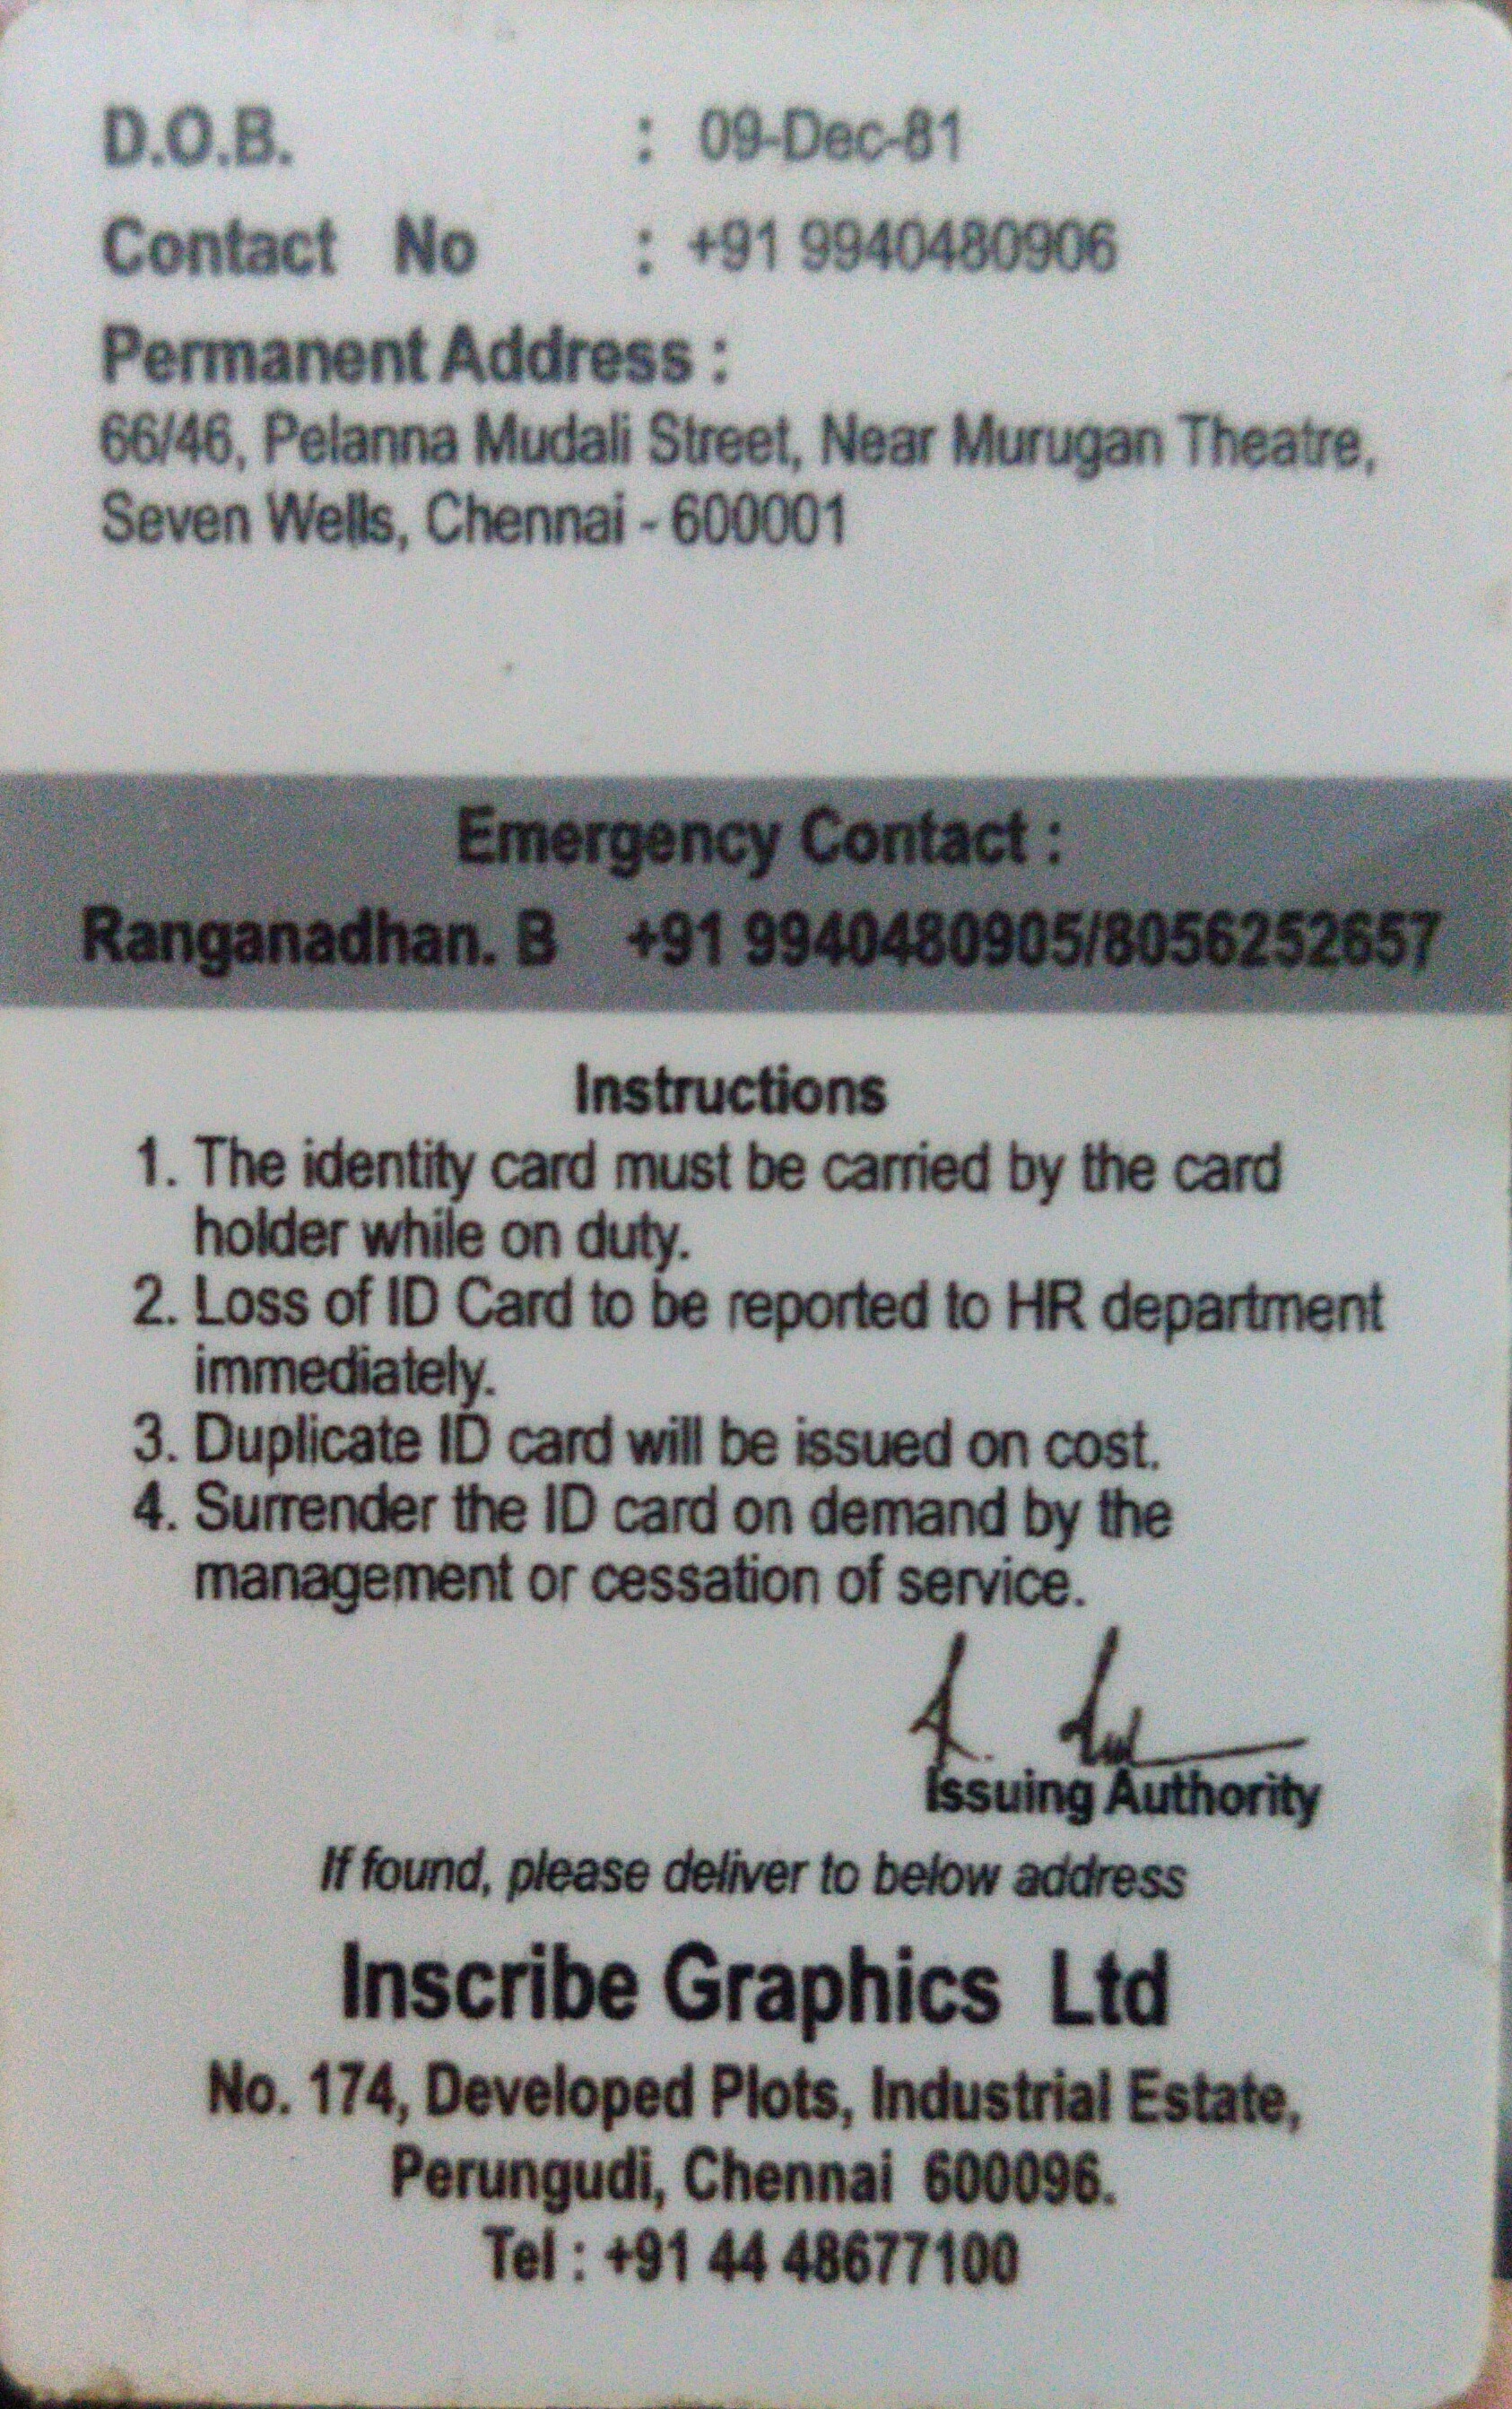 D.O.B. : 09-Dec-81
Contact No : +91 9940480906
Permanent Address :
66/46, Pelanna Mudali Street, Near Murugan Theatre,
Seven Wells, Chennai - 600001
Emergency Contact :
Ranganadhan. B +91 9940480905/8056252657
Instructions
1. The identity card must be carried by the card
holder while on duty.
2. Loss of ID Card to be reported to HR department
immediately.
3. Duplicate ID card will be issued on cost.
4. Surrender the ID card on demand by the
management or cessation of service.
Issuing Authority
If found, please deliver to below address
Inscribe Graphics Ltd
No. 174, Developed Plots, Industrial Estate,
Perungudi, Chennai 600096.
Tel : +91 44 48677100